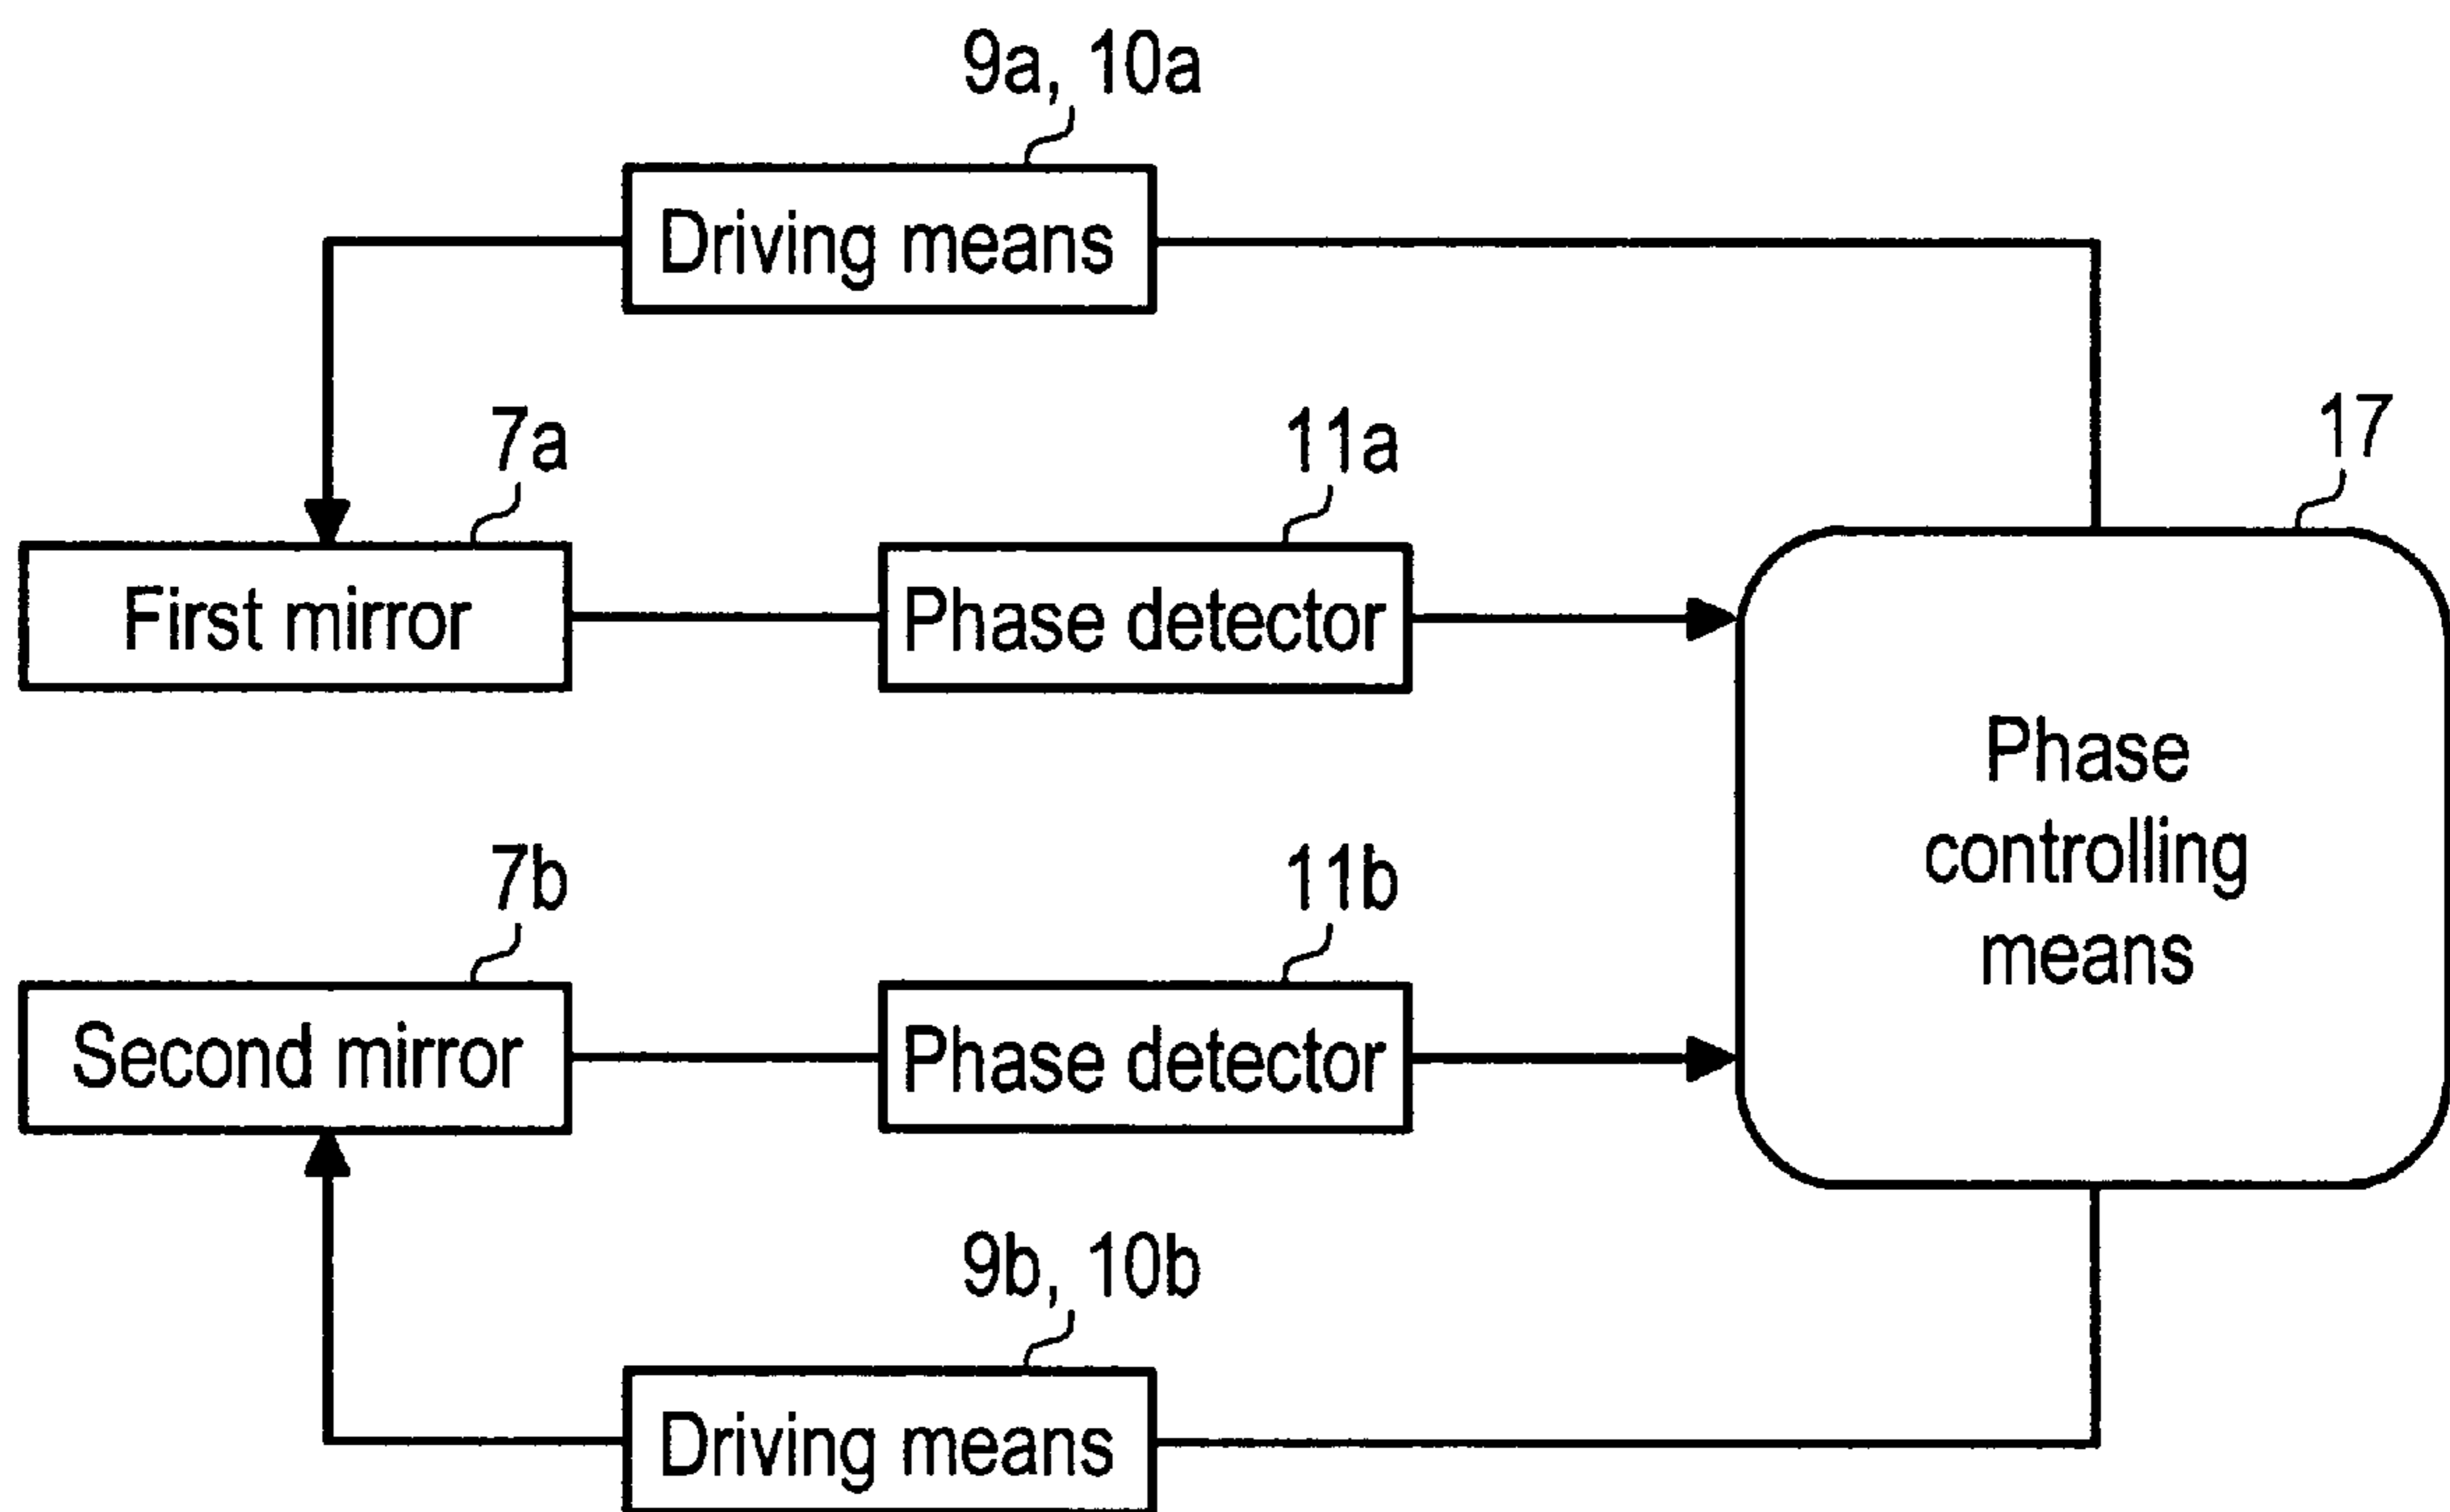 9a, 10a
Driving means
7a
11a
17
First mirror
Phase detector
Phase
controlling
means
7b
11b
Second mirror
Phase detector
9b, 10b
Driving means